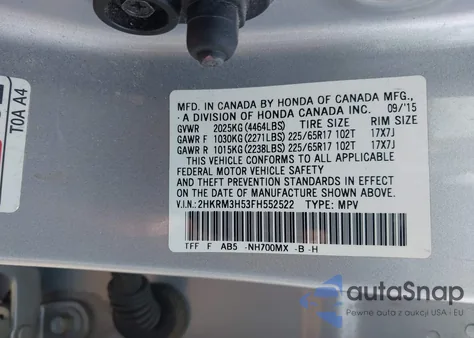 MFD. IN CANADA BY HONDA OF CANADA MFG.,
· A DIVISION OF HONDA CANADA INC. 09/'15
GVWR 2025KG (4464LBS) TIRE SIZE RIM SIZE
GAWR F 1030KG (2271LBS) 225/65R17 102T 17X7J
GAWR R 1015KG (2238LBS) 225/65R17 102T 17X7J
THIS VEHICLE CONFORMS TO ALL APPLICABLE
FEDERAL MOTOR VEHICLE SAFETY
AND THEFT PREVENTION STANDARDS IN EFFECT
ON THE DATE OF MANUFACTURE SHOWN ABOVE.
V.I.N.: 2HKRM3H53FH552522 TYPE: MPV
TFF F AB5 -NH700MX -B -H
T0A A4
autoSnap
Pewne auta z aukcji USA - EU